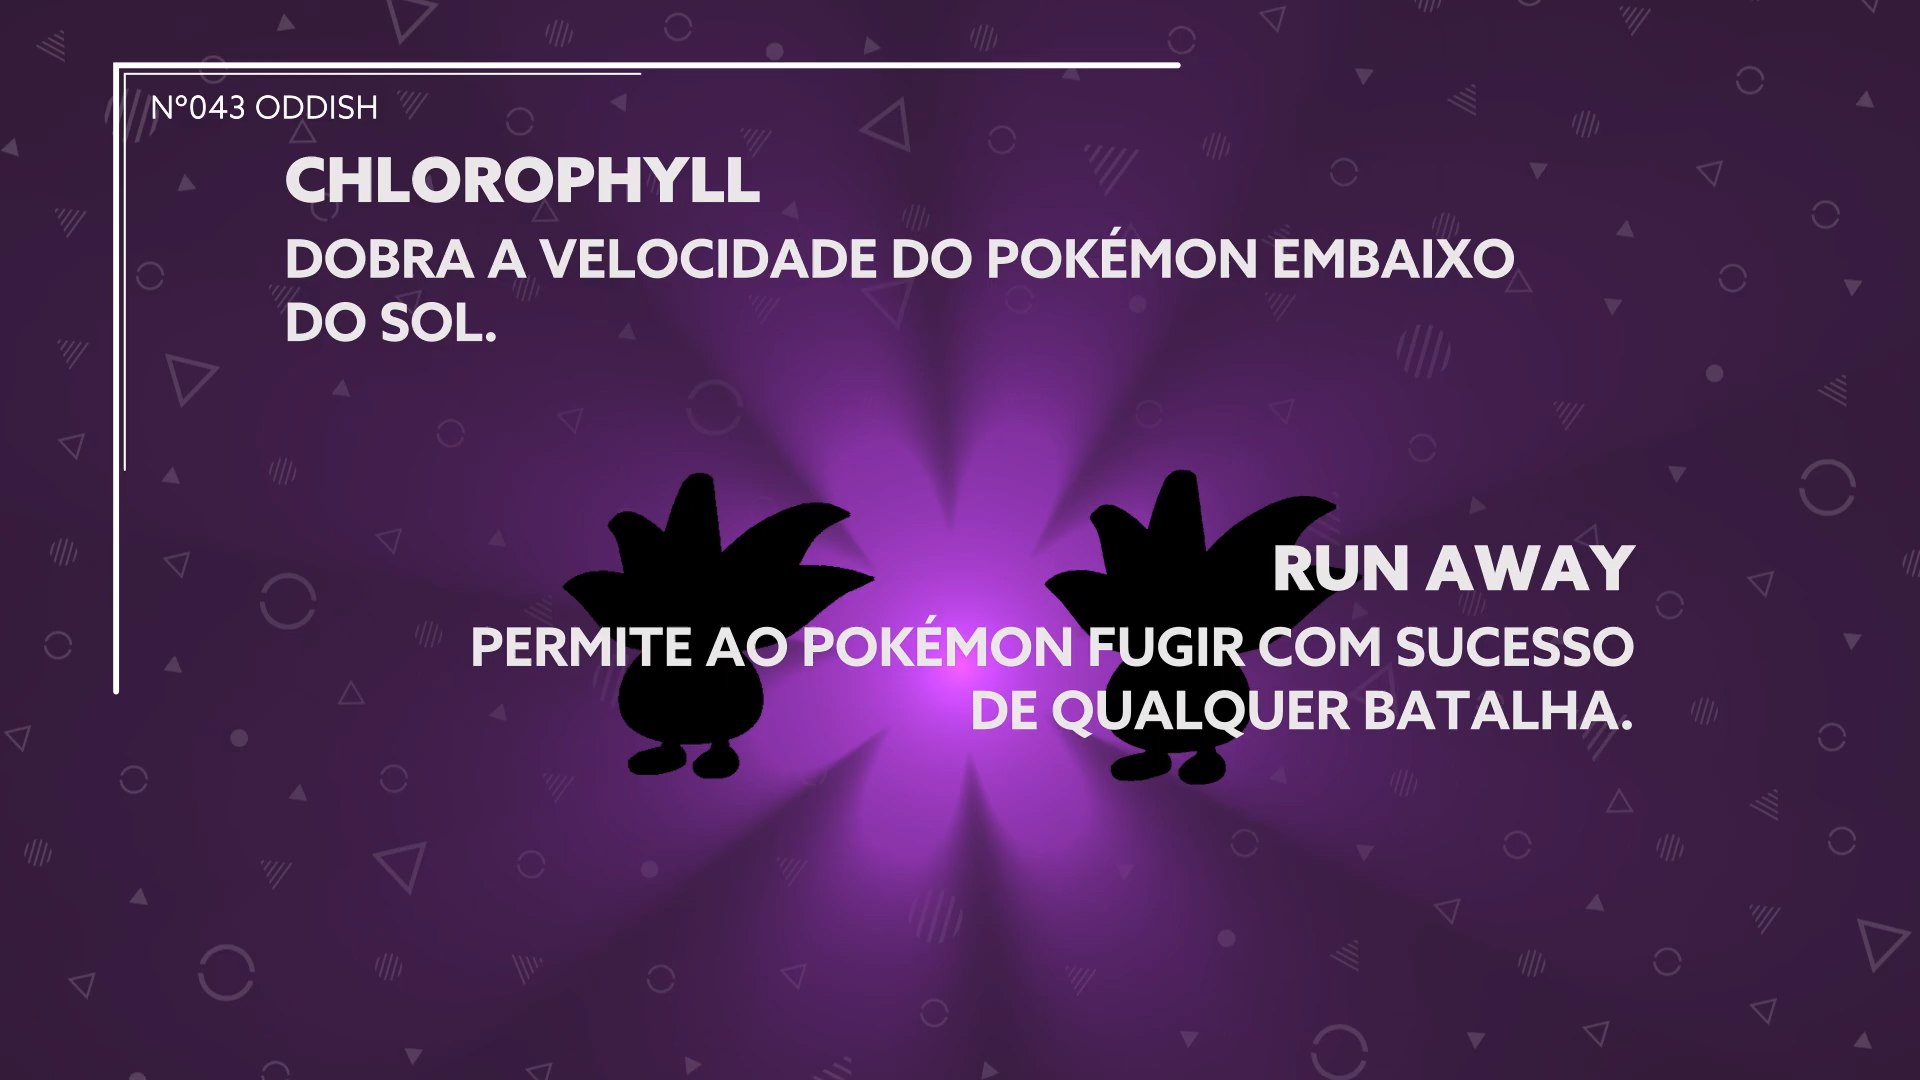 Nº043 ODDISH
CHLOROPHYLL
DOBRA A VELOCIDADE DO POKÉMON EMBAIXO
DO SOL.
RUN AWAY
PERMITE AO POKÉMON FUGIR COM SUCESSO
DE QUALQUER BATALHA.